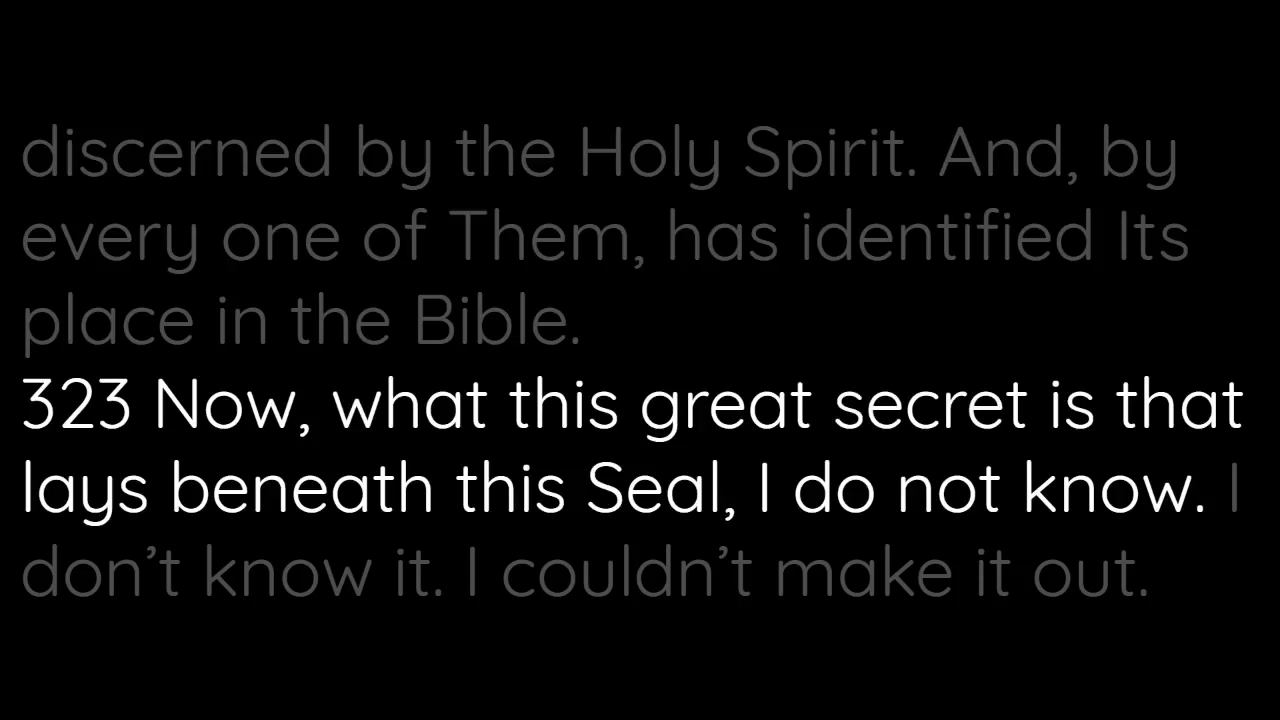 discerned by the Holy Spirit. And, by
every one of Them, has identified Its
place in the Bible.
323 Now, what this great secret is that
lays beneath this Seal, I do not know. I
don’t know it. I couldn’t make it out.